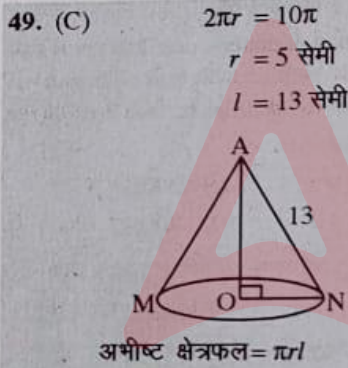 49. (C) 2πr = 10π
r = 5 सेमी
l = 13 सेमी
A
13
M O N
अभीष्ट क्षेत्रफल = πrl